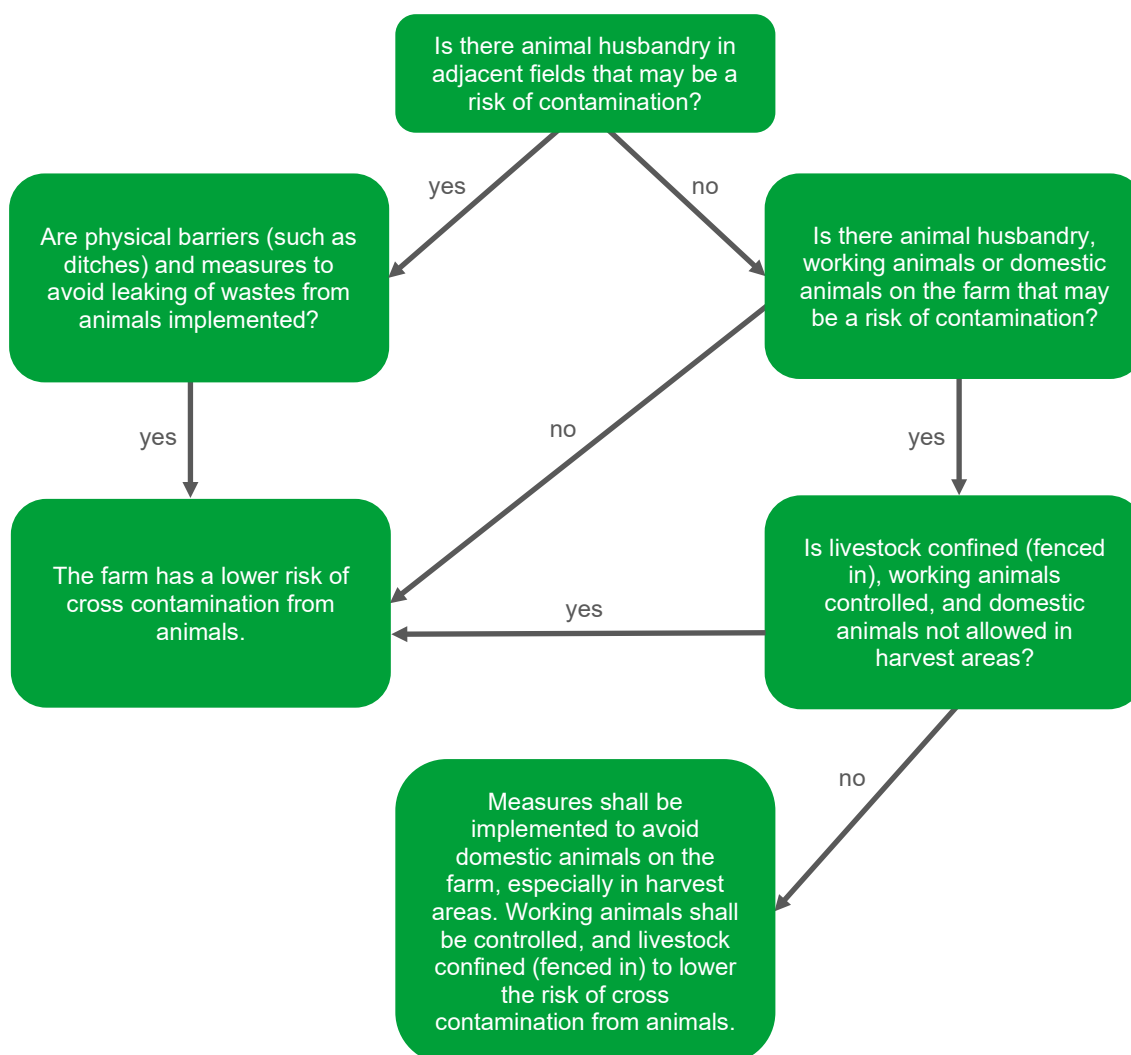 Is there animal husbandry in
adjacent fields that may be a
risk of contamination?
yes
no
Are physical barriers (such as
ditches) and measures to
avoid leaking of wastes from
animals implemented?
Is there animal husbandry,
working animals or domestic
animals on the farm that may
be a risk of contamination?
yes
no
yes
The farm has a lower risk of
cross contamination from
animals.
yes
Is livestock confined (fenced
in), working animals
controlled, and domestic
animals not allowed in
harvest areas?
no
Measures shall be
implemented to avoid
domestic animals on the
farm, especially in harvest
areas. Working animals shall
be controlled, and livestock
confined (fenced in) to lower
the risk of cross
contamination from animals.